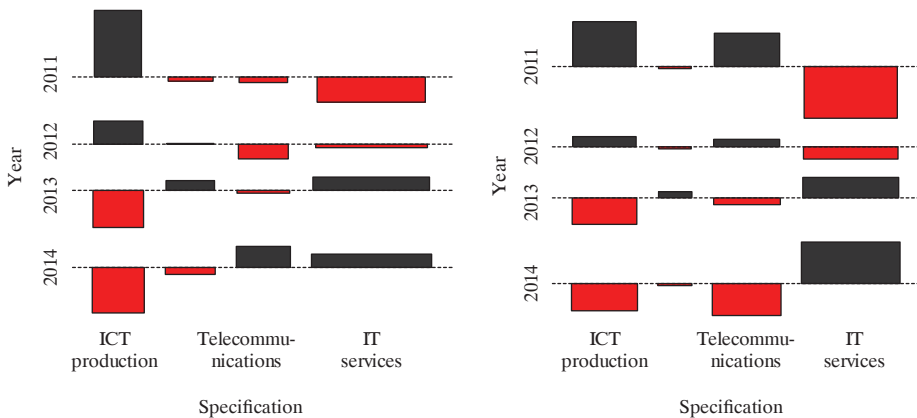 2011
2012
2013
2014
Year
ICT
production
Telecommu-
nications
IT
services
Specification
2011
2012
2013
2014
Year
ICT
production
Telecommu-
nications
IT
services
Specification